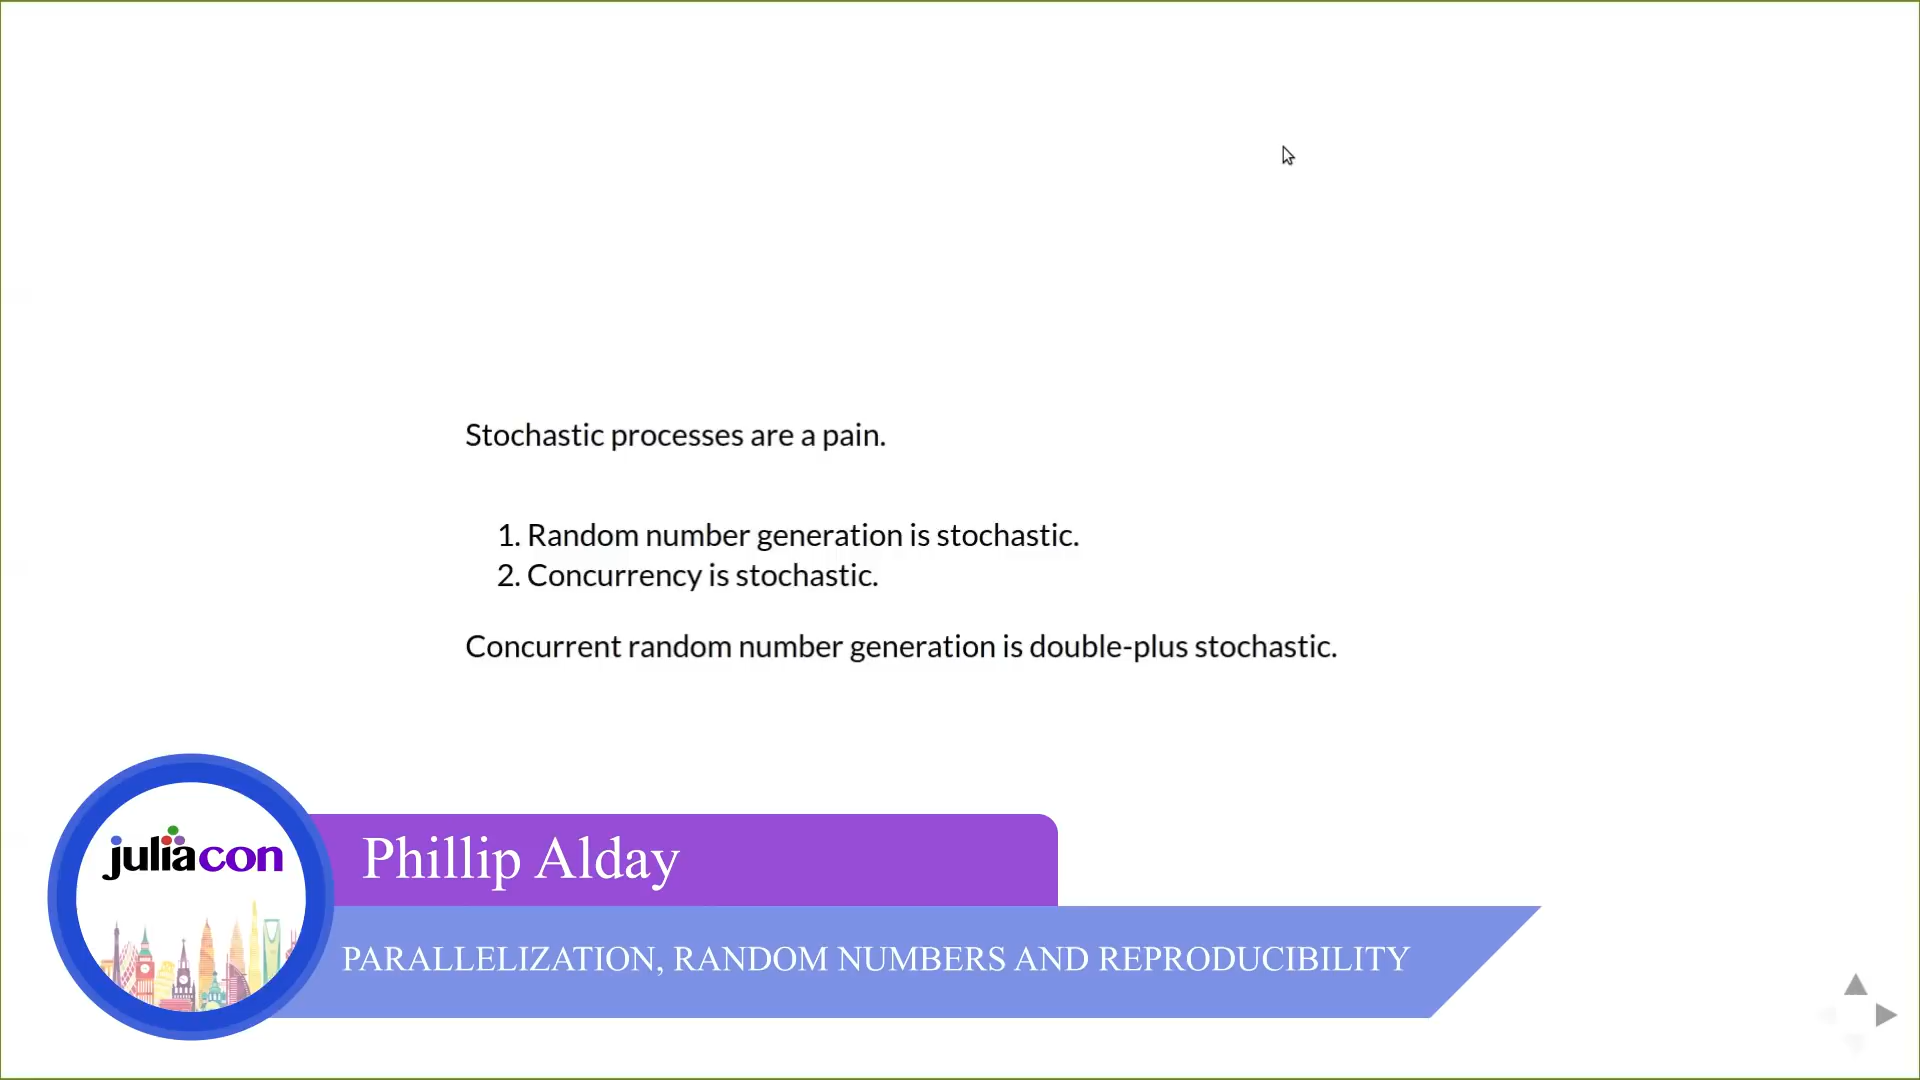 Stochastic processes are a pain.
1. Random number generation is stochastic.
2. Concurrency is stochastic.
Concurrent random number generation is double-plus stochastic.
juliacon
Phillip Alday
PARALLELIZATION, RANDOM NUMBERS AND REPRODUCIBILITY